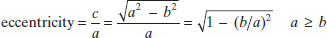 eccentricity = c/a = √(a² − b²)/a = √(1 − (b/a)²)    a ≥ b